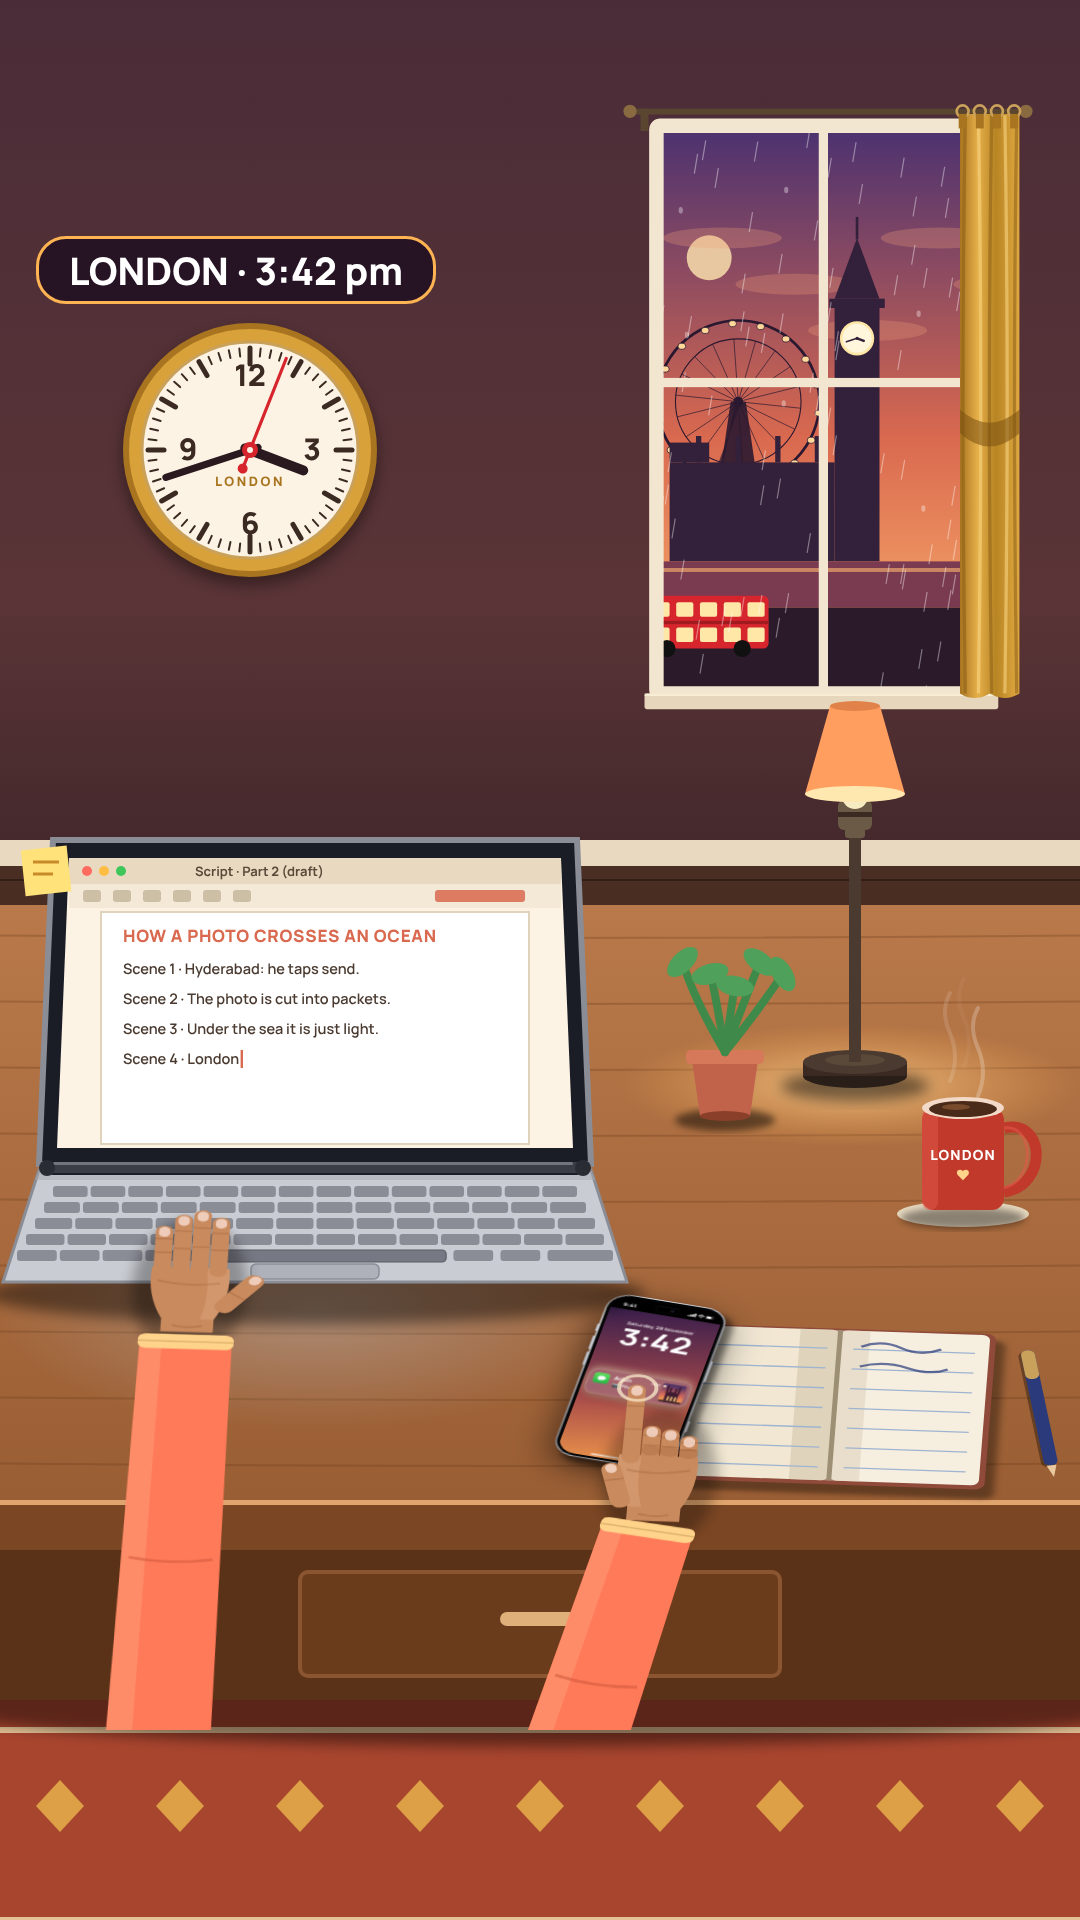 LONDON · 3:42 pm
12
9
3
LONDON
6
Script · Part 2 (draft)
HOW A PHOTO CROSSES AN OCEAN
Scene 1 · Hyderabad: he taps send.
Scene 2 · The photo is cut into packets.
Scene 3 · Under the sea it is just light.
Scene 4 · London
LONDON
3:42